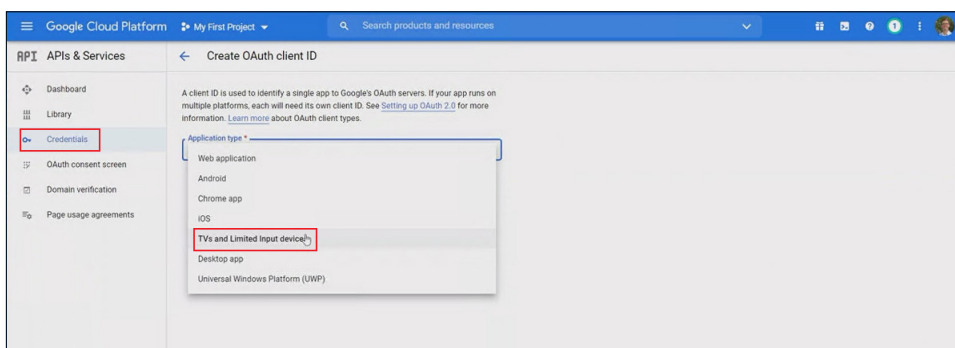 Google Cloud Platform
My First Project
Search products and resources
1
API APIs & Services
Create OAuth client ID
Dashboard
Library
Credentials
OAuth consent screen
Domain verification
Page usage agreements
A client ID is used to identify a single app to Google's OAuth servers. If your app runs on
multiple platforms, each will need its own client ID. See Setting up OAuth 2.0 for more
information. Learn more about OAuth client types.
Application type *
Web application
Android
Chrome app
iOS
TVs and Limited Input devices
Desktop app
Universal Windows Platform (UWP)